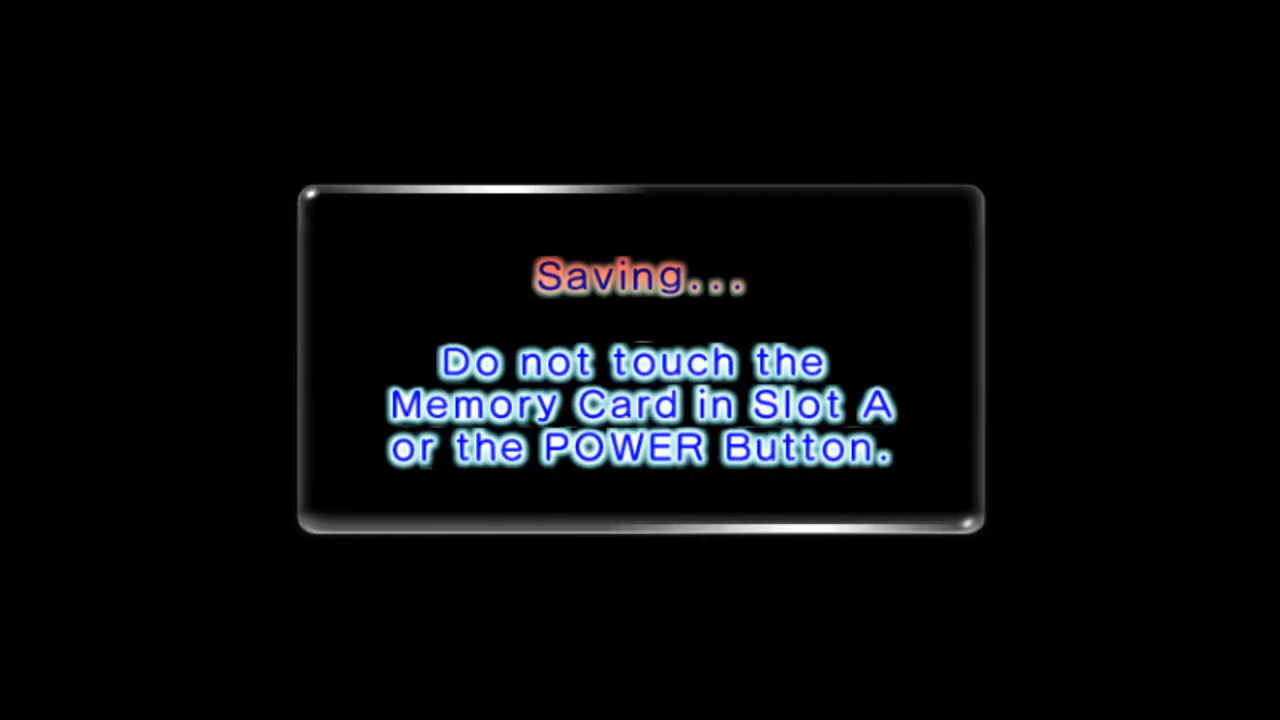 Saving...
Do not touch the
Memory Card in Slot A
or the POWER Button.